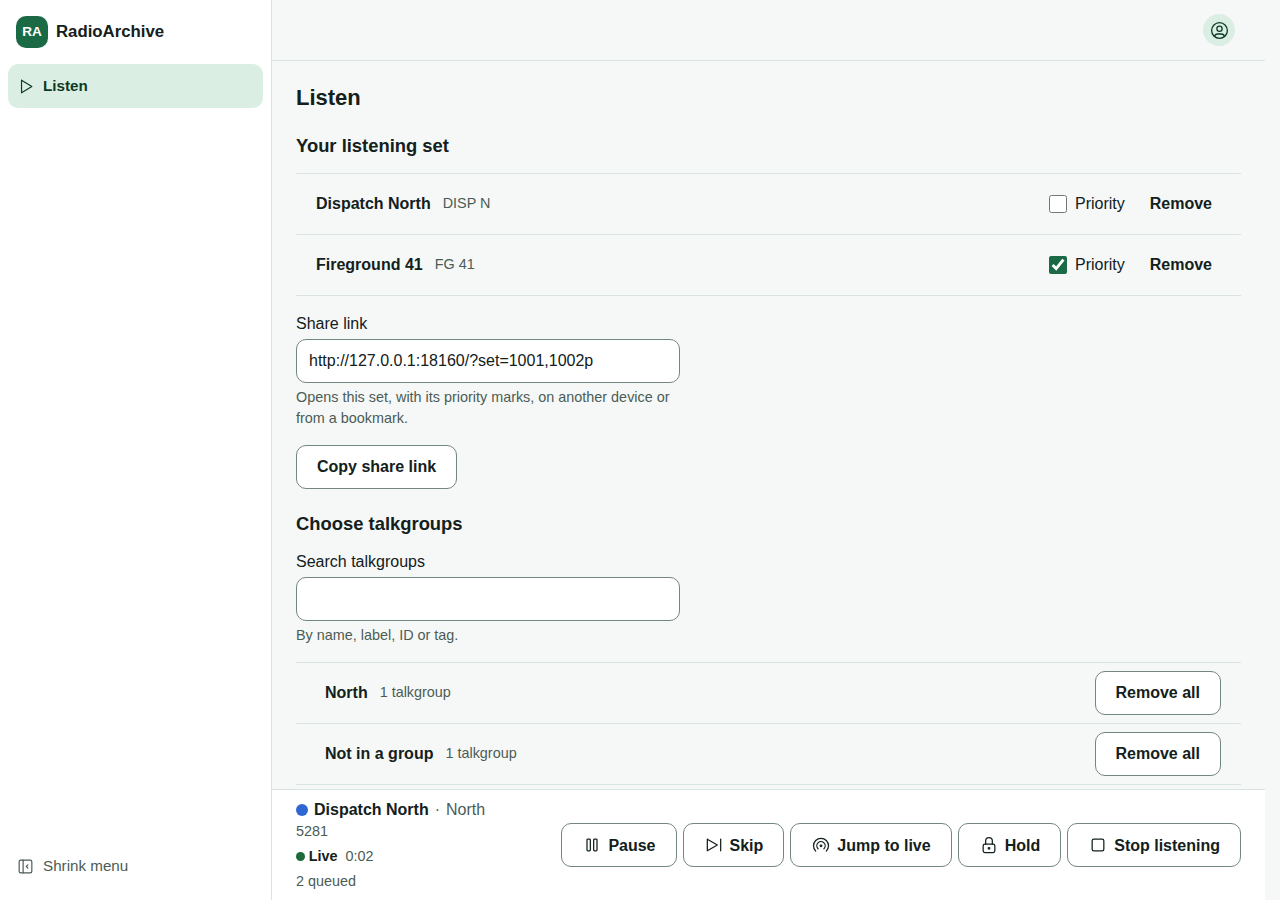 RA RadioArchive
Listen
Listen
Your listening set
Dispatch North DISP N Priority Remove
Fireground 41 FG 41 Priority Remove
Share link
http://127.0.0.1:18160/?set=1001,1002p
Opens this set, with its priority marks, on another device or
from a bookmark.
Copy share link
Choose talkgroups
Search talkgroups
By name, label, ID or tag.
North 1 talkgroup Remove all
Not in a group 1 talkgroup Remove all
Dispatch North · North
5281
Live 0:02
2 queued
Pause Skip Jump to live Hold Stop listening
Shrink menu